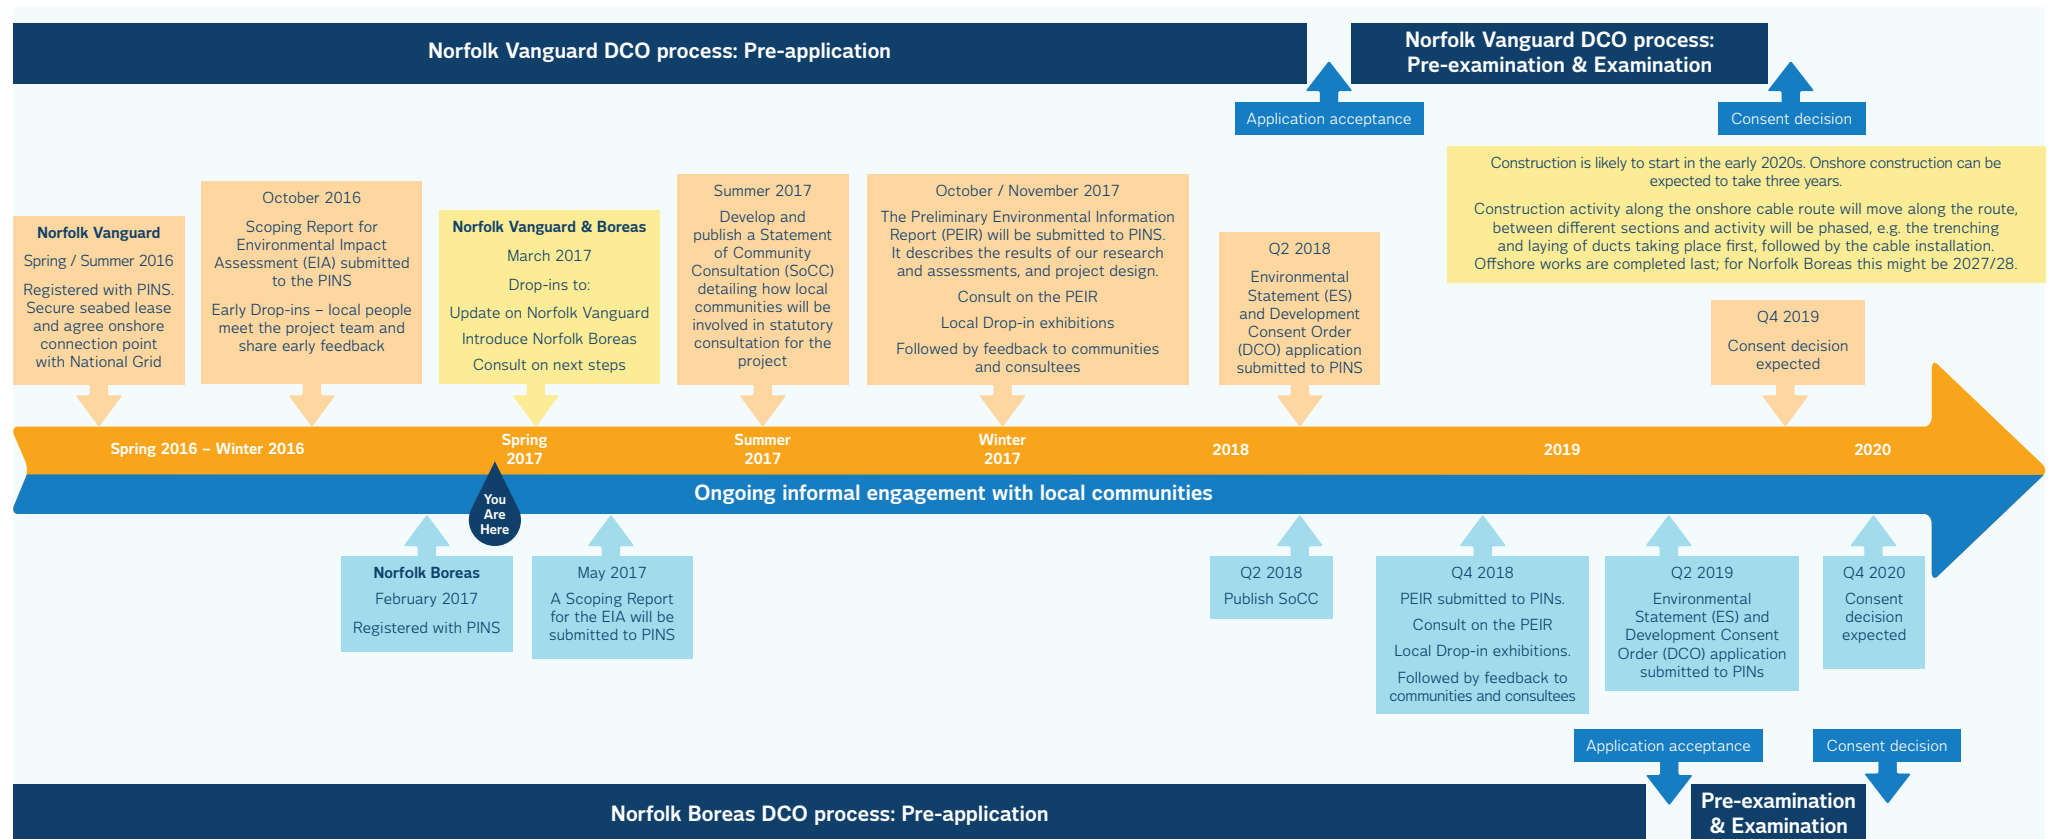 Norfolk Vanguard DCO process: Pre-application
Norfolk Vanguard DCO process:
Pre-examination & Examination
Application acceptance
Consent decision
Construction is likely to start in the early 2020s. Onshore construction can be
expected to take three years.
Construction activity along the onshore cable route will move along the route,
between different sections and activity will be phased, e.g. the trenching
and laying of ducts taking place first, followed by the cable installation.
Offshore works are completed last; for Norfolk Boreas this might be 2027/28.
Norfolk Vanguard
Spring / Summer 2016
Registered with PINS.
Secure seabed lease
and agree onshore
connection point
with National Grid
October 2016
Scoping Report for
Environmental Impact
Assessment (EIA) submitted
to the PINS
Early Drop-ins – local people
meet the project team and
share early feedback
Norfolk Vanguard & Boreas
March 2017
Drop-ins to:
Update on Norfolk Vanguard
Introduce Norfolk Boreas
Consult on next steps
Summer 2017
Develop and
publish a Statement
of Community
Consultation (SoCC)
detailing how local
communities will be
involved in statutory
consultation for the
project
October / November 2017
The Preliminary Environmental Information
Report (PEIR) will be submitted to PINS.
It describes the results of our research
and assessments, and project design.
Consult on the PEIR
Local Drop-in exhibitions
Followed by feedback to communities
and consultees
Q2 2018
Environmental
Statement (ES)
and Development
Consent Order
(DCO) application
submitted to PINS
Q4 2019
Consent decision
expected
Spring 2016 – Winter 2016
Spring
2017
Summer
2017
Winter
2017
2018
2019
2020
Ongoing informal engagement with local communities
You
Are
Here
Norfolk Boreas
February 2017
Registered with PINS
May 2017
A Scoping Report
for the EIA will be
submitted to PINS
Q2 2018
Publish SoCC
Q4 2018
PEIR submitted to PINs.
Consult on the PEIR
Local Drop-in exhibitions.
Followed by feedback to
communities and consultees
Q2 2019
Environmental
Statement (ES) and
Development Consent
Order (DCO) application
submitted to PINs
Q4 2020
Consent
decision
expected
Application acceptance
Consent decision
Norfolk Boreas DCO process: Pre-application
Pre-examination
& Examination